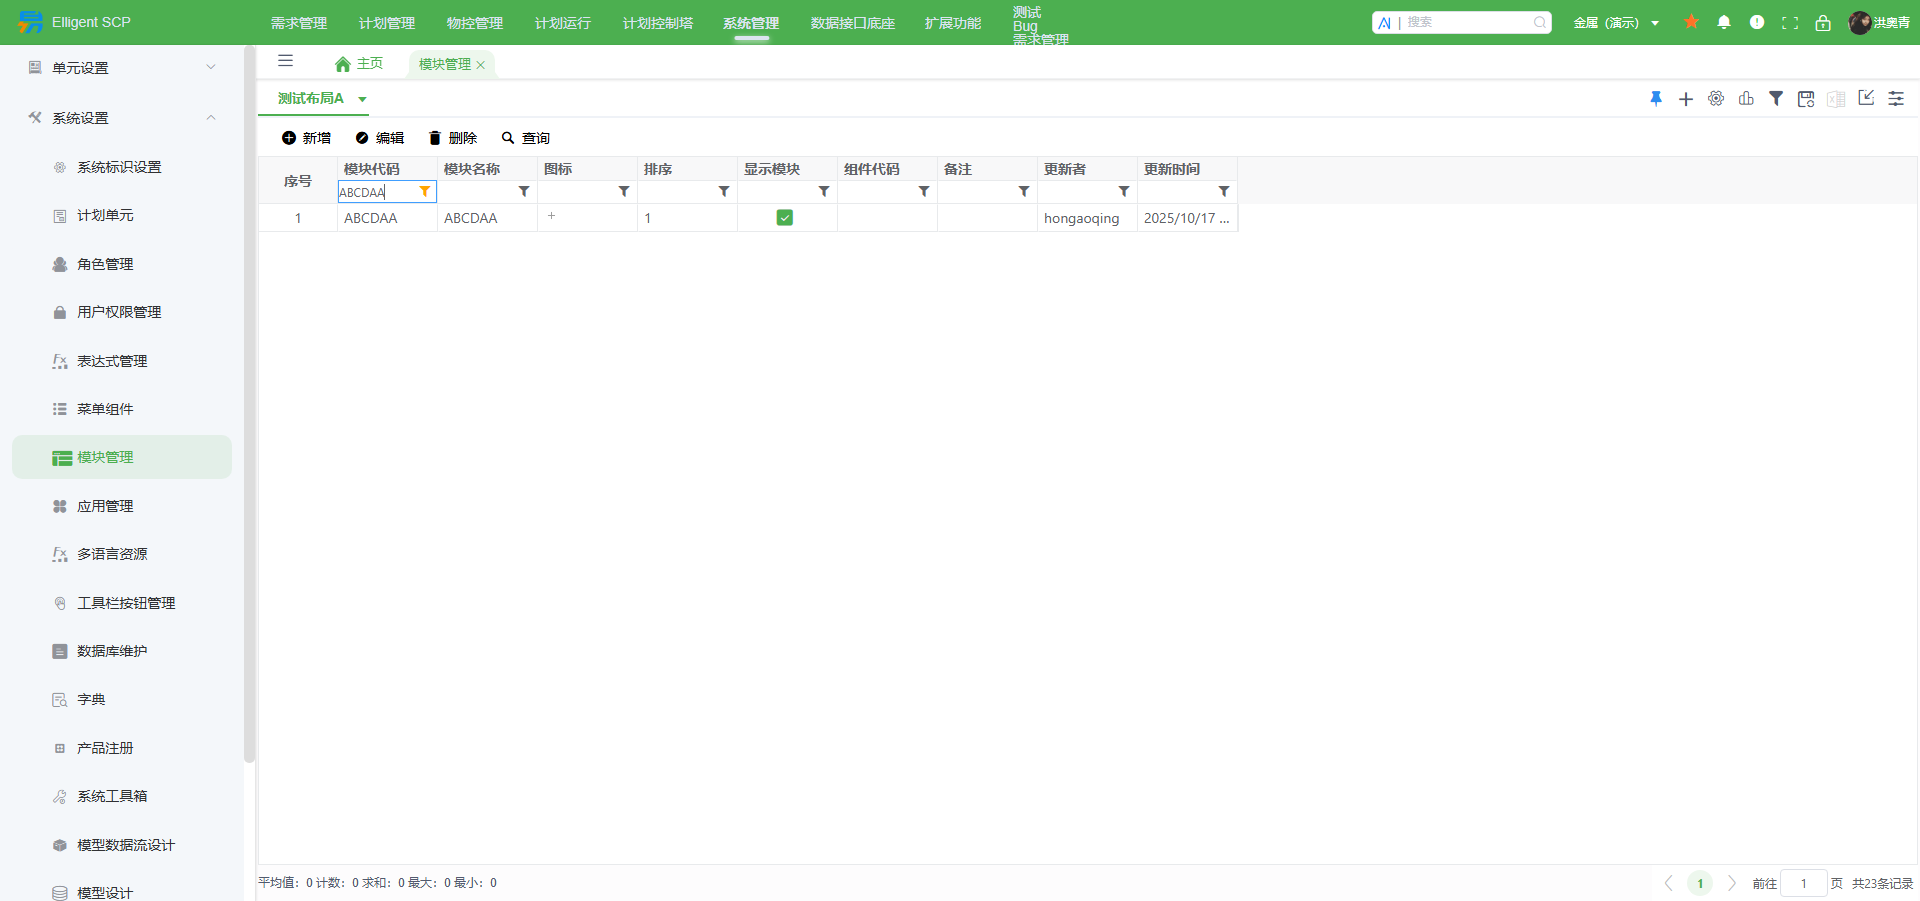 Elligent SCP
需求管理 计划管理 物控管理 计划运行 计划控制塔 系统管理 数据接口底座 扩展功能
测试
Bug
需求管理
搜索
金属（演示）
洪奥青
单元设置
系统设置
系统标识设置
计划单元
角色管理
用户权限管理
表达式管理
菜单组件
模块管理
应用管理
多语言资源
工具栏按钮管理
数据库维护
字典
产品注册
系统工具箱
模型数据流设计
模型设计
主页 模块管理
测试布局A
新增 编辑 删除 查询
序号 模块代码 模块名称 图标 排序 显示模块 组件代码 备注 更新者 更新时间
ABCDAA
1 ABCDAA ABCDAA + 1 hongaoqing 2025/10/17 ...
平均值：0 计数：0 求和：0 最大：0 最小：0
1 前往 1 页 共23条记录